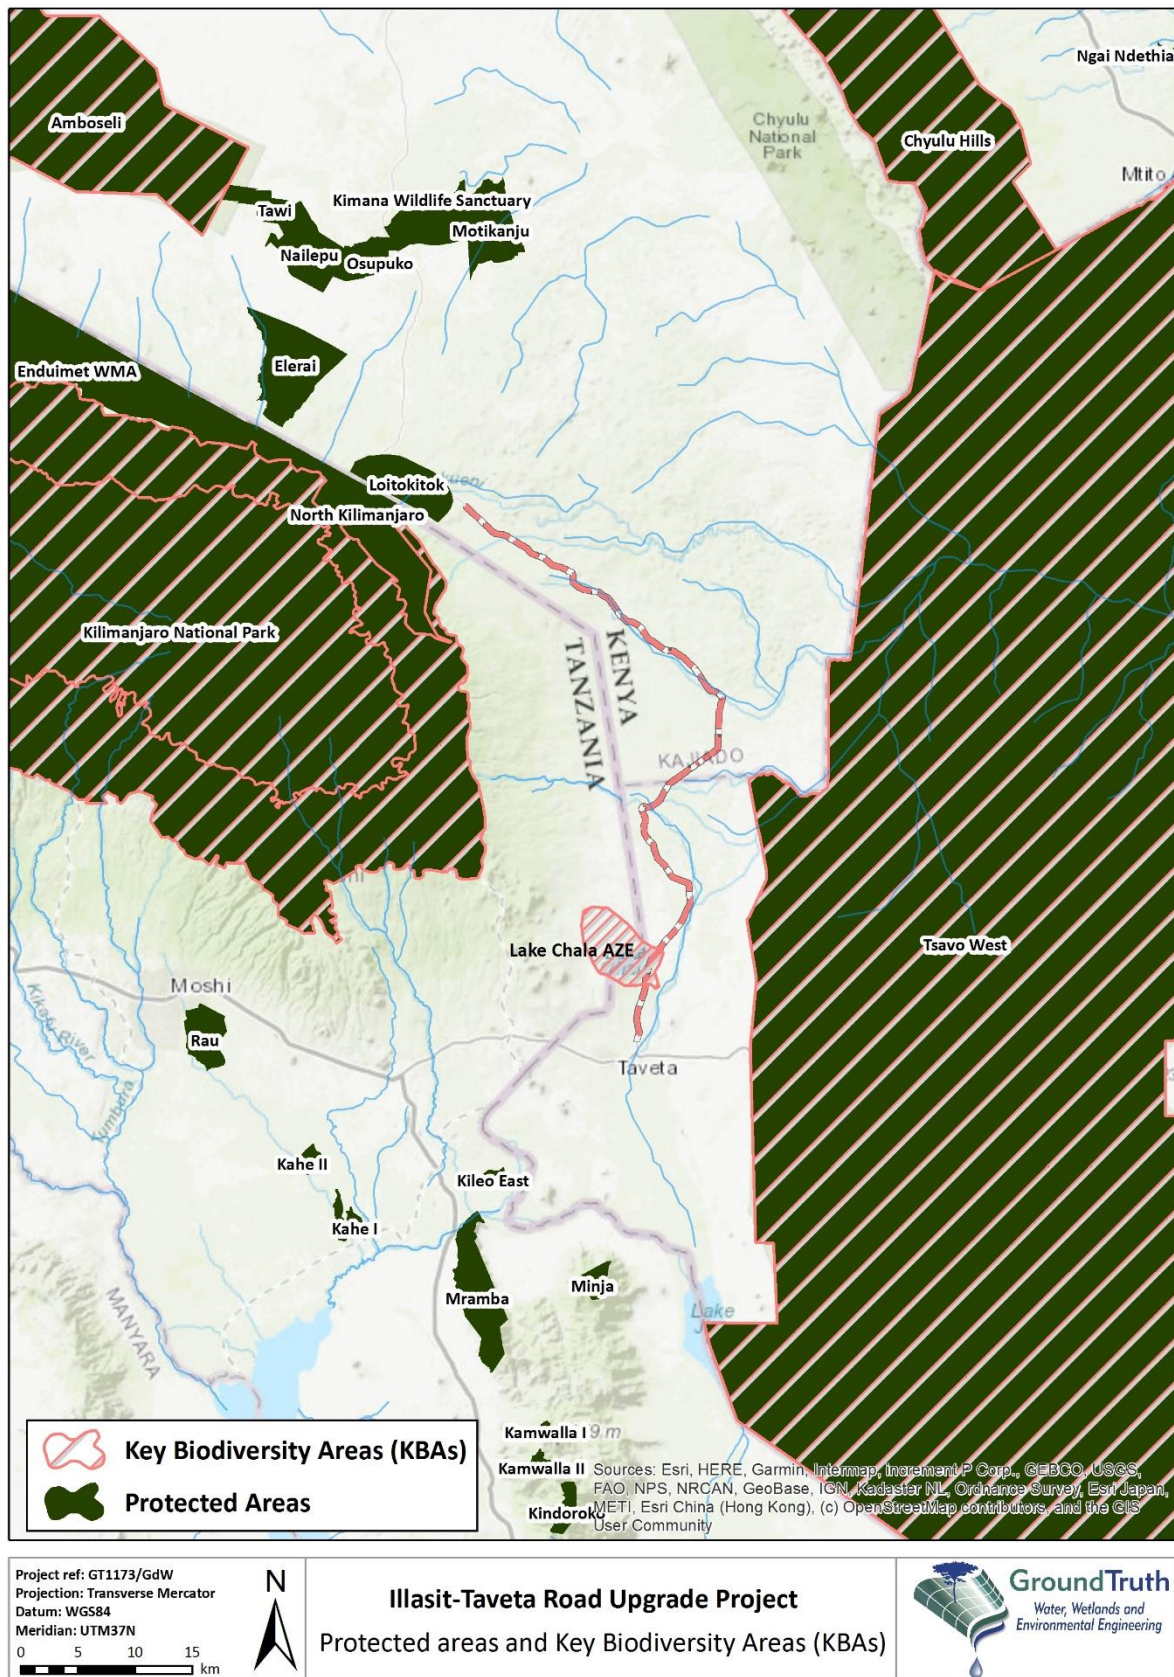 Ngai Ndethia
Amboseli
Chyulu
National
Park
Chyulu Hills
Mtito
Kimana Wildlife Sanctuary
Tawi
Motikanju
Nailepu
Osupuko
Elerai
Enduimet WMA
Loitokitok
North Kilimanjaro
Kilimanjaro National Park
KENYA
TANZANIA
KAJIADO
Lake Chala AZE
Tsavo West
Moshi
Kikafu River
Rau
Taveta
Kumbura
Kahe II
Kileo East
Kahe I
Minja
Mramba
Lake
MANYARA
Kamwalla I
9 m
Kamwalla II
Kindoroko
Key Biodiversity Areas (KBAs)
Protected Areas
Sources: Esri, HERE, Garmin, Intermap, increment P Corp., GEBCO, USGS,
FAO, NPS, NRCAN, GeoBase, IGN, Kadaster NL, Ordnance Survey, Esri Japan,
METI, Esri China (Hong Kong), (c) OpenStreetMap contributors, and the GIS
User Community
Project ref: GT1173/GdW
Projection: Transverse Mercator
Datum: WGS84
Meridian: UTM37N
0 5 10 15
km
N
Illasit-Taveta Road Upgrade Project
Protected areas and Key Biodiversity Areas (KBAs)
GroundTruth
Water, Wetlands and
Environmental Engineering